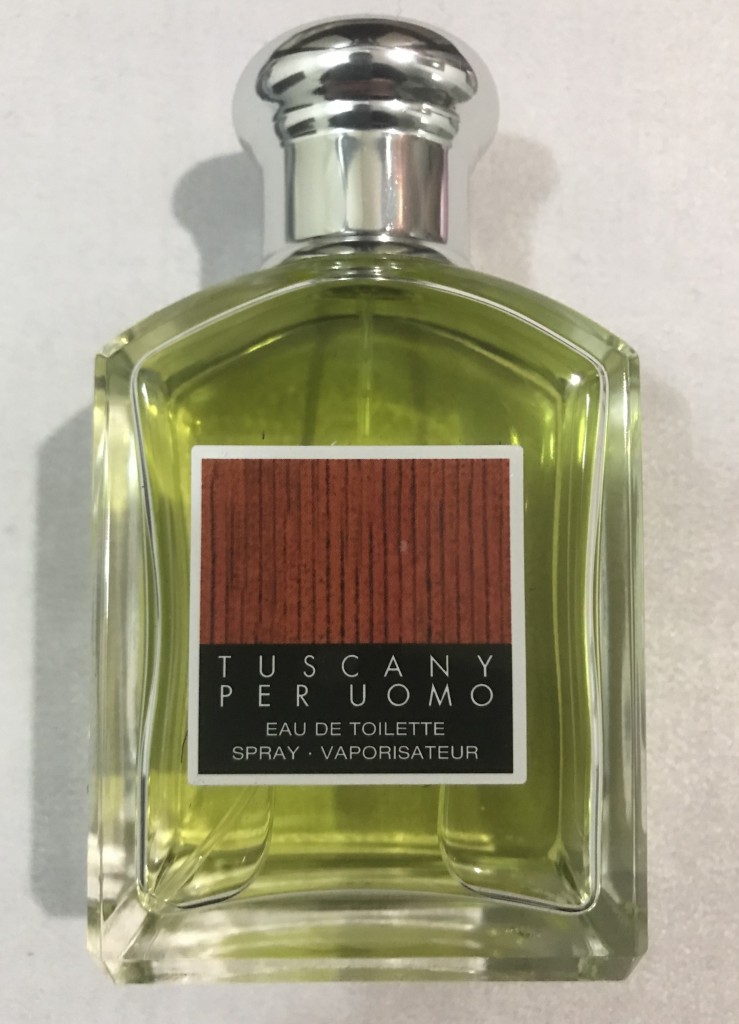 TUSCANY
PER UOMO
EAU DE TOILETTE
SPRAY · VAPORISATEUR